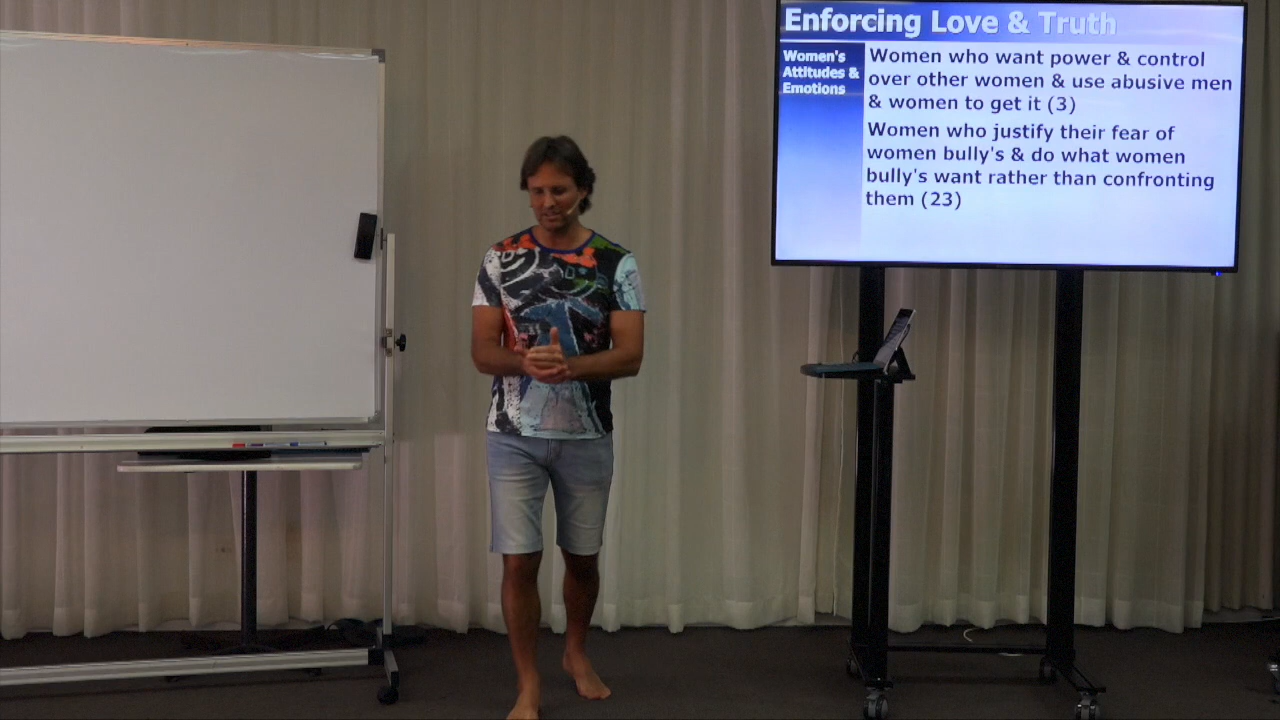 Enforcing Love & Truth
Women's
Attitudes &
Emotions
Women who want power & control
over other women & use abusive men
& women to get it (3)
Women who justify their fear of
women bully's & do what women
bully's want rather than confronting
them (23)